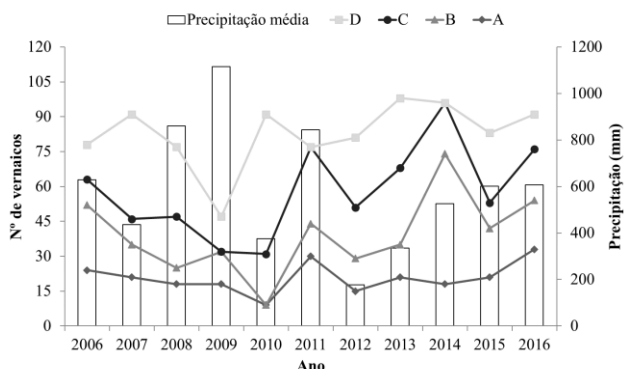 Precipitação média D C B A
120 1200
105
90 1000
75 800
60 600
45 400
30
15 200
0 0
Nº de vernaicos
Precipitação (mm)
2006 2007 2008 2009 2010 2011 2012 2013 2014 2015 2016
Ano